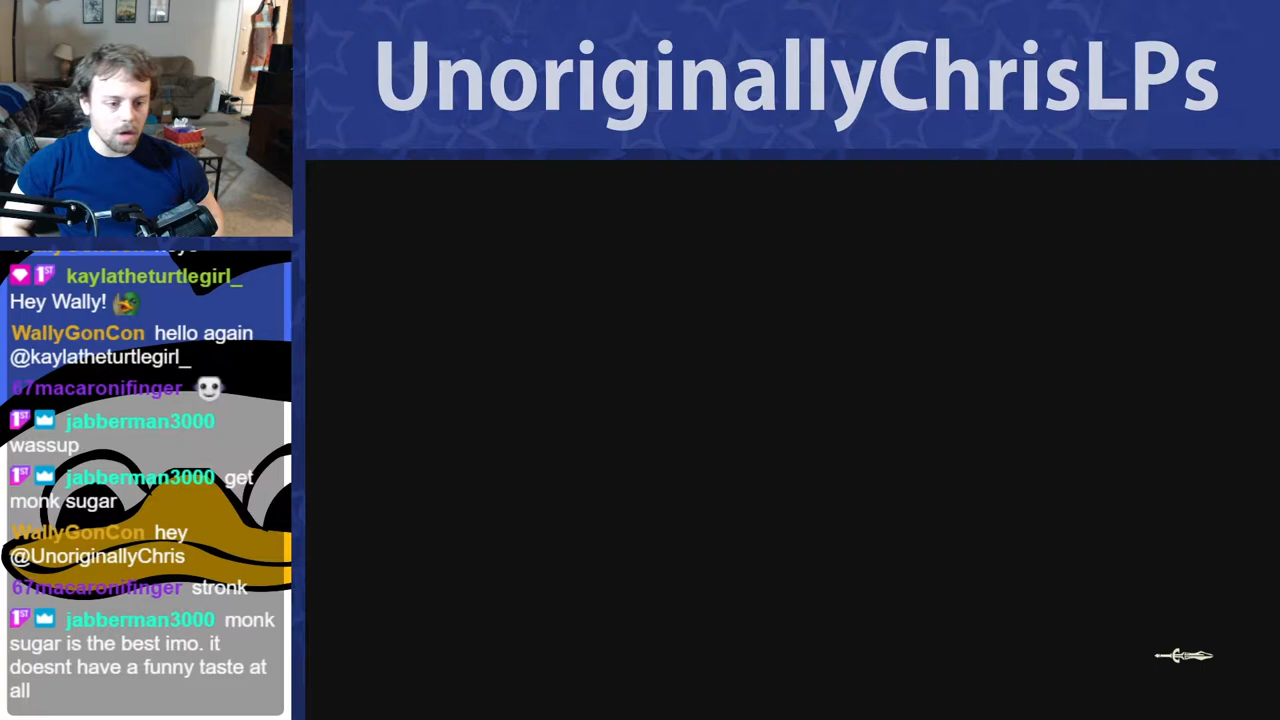 UnoriginallyChrisLPs
kaylatheturtlegirl_
Hey Wally!
WallyGonCon hello again
@kaylatheturtlegirl_
67macaronifinger
jabberman3000
wassup
jabberman3000 get
monk sugar
WallyGonCon hey
@UnoriginallyChris
67macaronifinger stronk
jabberman3000 monk
sugar is the best imo. it
doesnt have a funny taste at
all